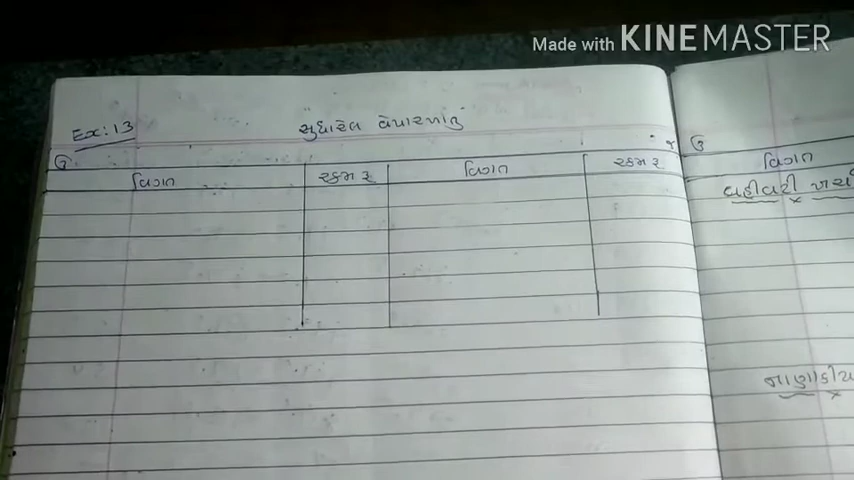 Made with KINEMASTER
Ex:13
સુધારેલ વેપારખાતું
ઉ જ
વિગત રકમ રૂ વિગત રકમ રૂ
ઉ
વિગત
વહીવટી ખર્ચ
નાણાકીય